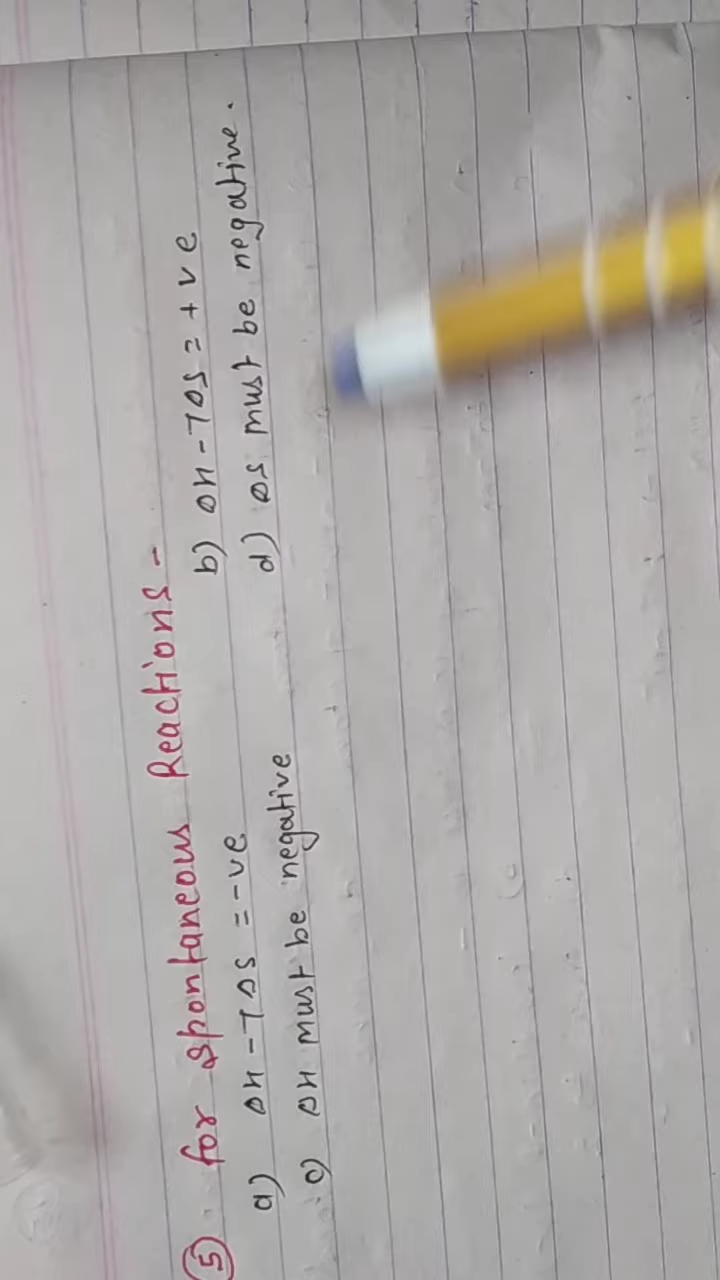 (5). for spontaneous Reactions -
a) ΔH - TΔS = -ve b) ΔH - TΔS = +ve
c) ΔH must be negative d) ΔS must be negative.